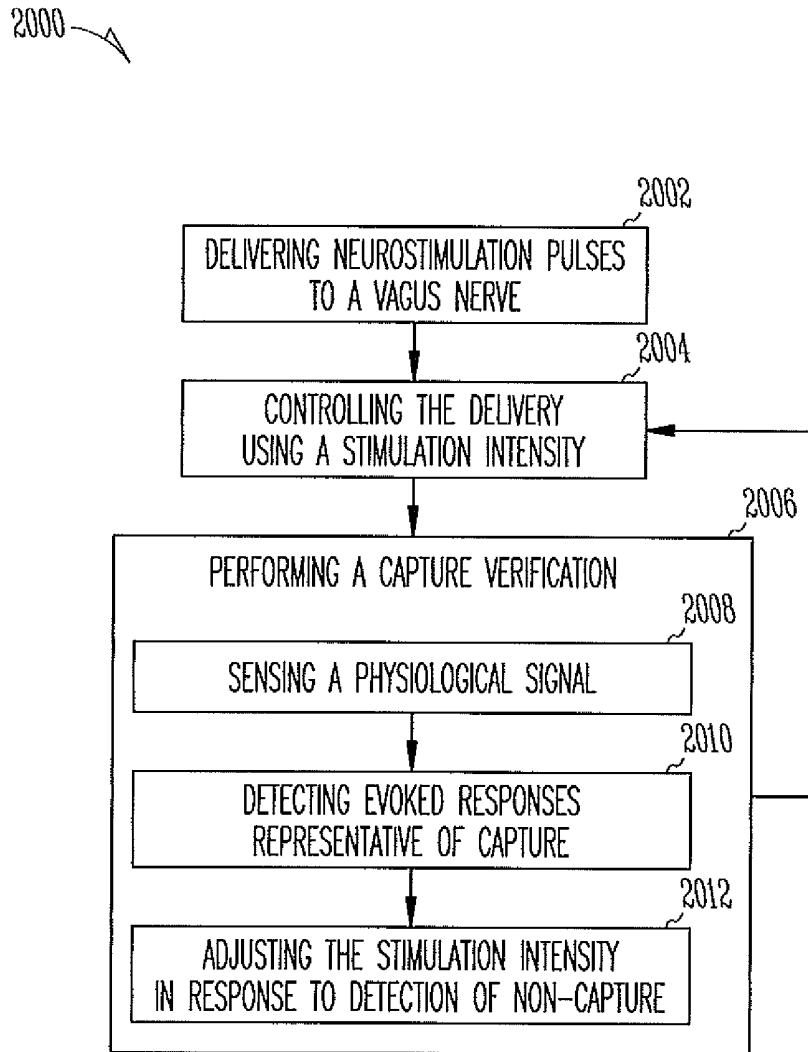 2000
2002
DELIVERING NEUROSTIMULATION PULSES
TO A VAGUS NERVE
2004
CONTROLLING THE DELIVERY
USING A STIMULATION INTENSITY
2006
PERFORMING A CAPTURE VERIFICATION
2008
SENSING A PHYSIOLOGICAL SIGNAL
2010
DETECTING EVOKED RESPONSES
REPRESENTATIVE OF CAPTURE
2012
ADJUSTING THE STIMULATION INTENSITY
IN RESPONSE TO DETECTION OF NON-CAPTURE